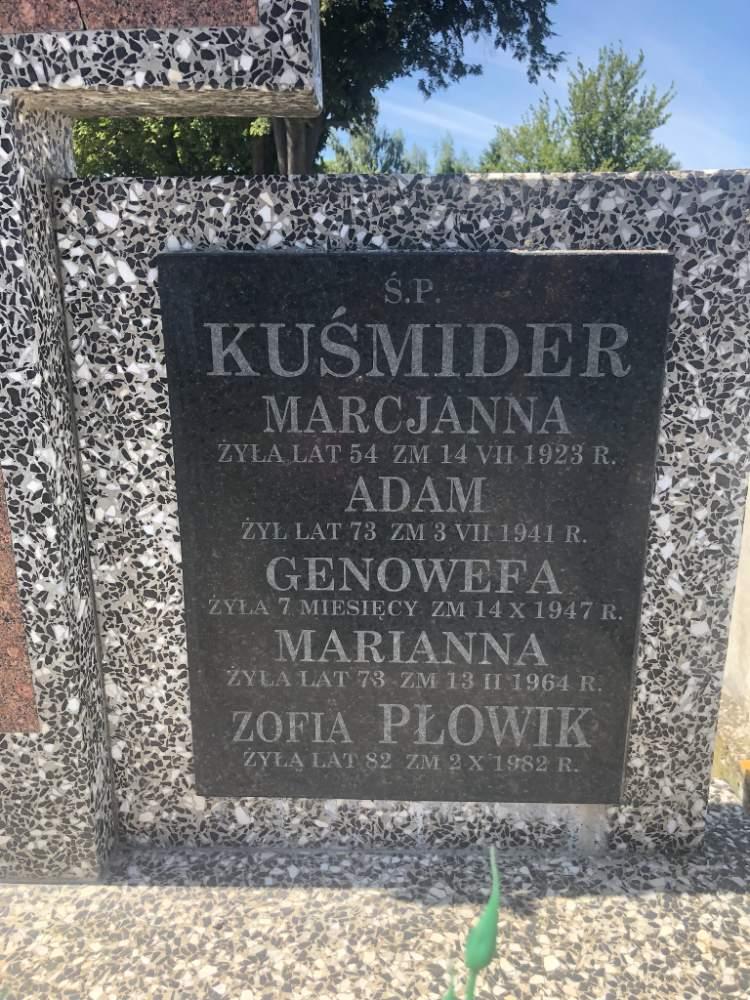 Ś.P.
KUŚMIDER
MARCJANNA
ŻYŁA LAT 54 ZM 14 VII 1923 R.
ADAM
ŻYŁ LAT 73 ZM 3 VII 1941 R.
GENOWEFA
ŻYŁA 7 MIESIĘCY ZM 14 X 1947 R.
MARIANNA
ŻYŁA LAT 73 ZM 13 II 1964 R.
ZOFIA PŁOWIK
ŻYŁA LAT 82 ZM 2 X 1982 R.